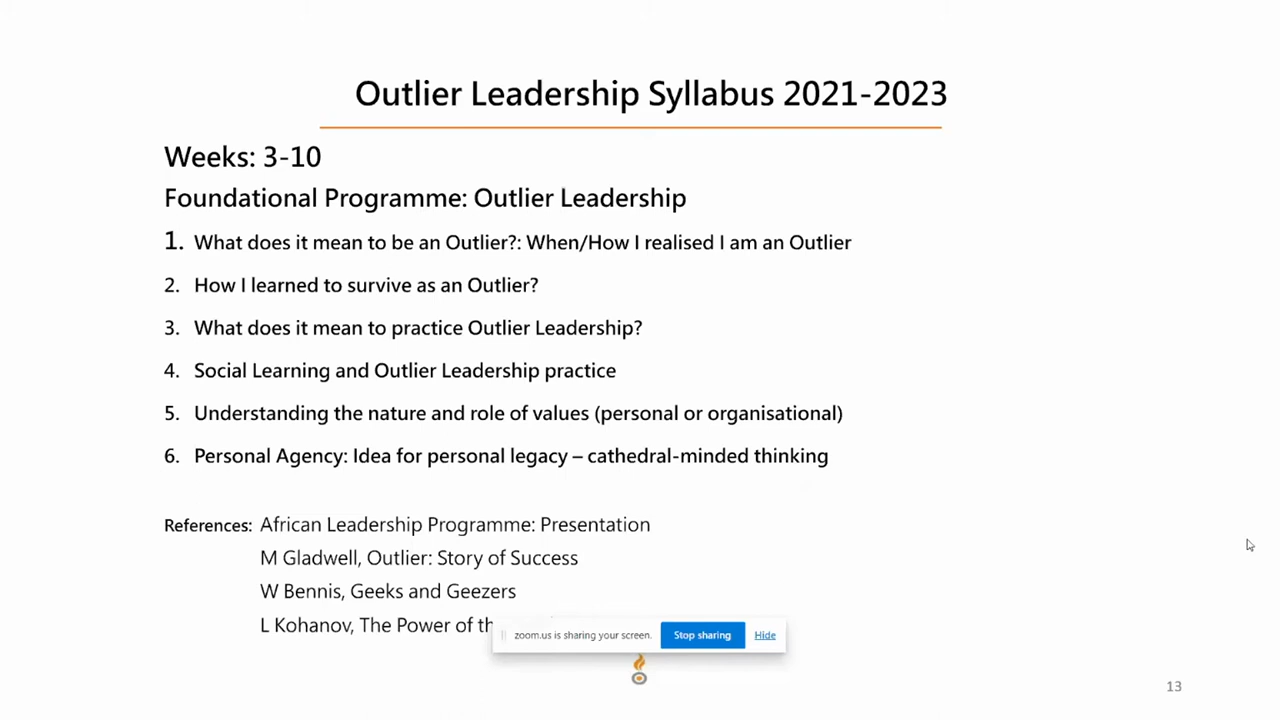 Outlier Leadership Syllabus 2021-2023
Weeks: 3-10
Foundational Programme: Outlier Leadership
1. What does it mean to be an Outlier?: When/How I realised I am an Outlier
2. How I learned to survive as an Outlier?
3. What does it mean to practice Outlier Leadership?
4. Social Learning and Outlier Leadership practice
5. Understanding the nature and role of values (personal or organisational)
6. Personal Agency: Idea for personal legacy – cathedral-minded thinking
References: African Leadership Programme: Presentation
M Gladwell, Outlier: Story of Success
W Bennis, Geeks and Geezers
L Kohanov, The Power of
zoom.us is sharing your screen. Stop sharing Hide
13